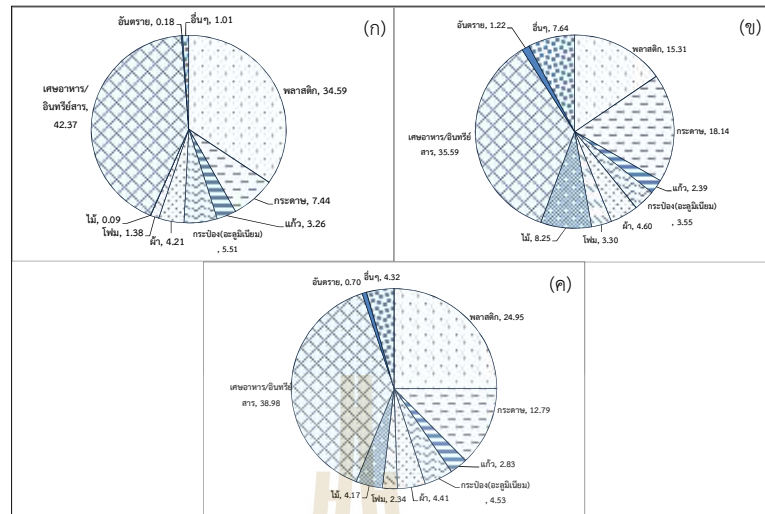 (ก)
อันตราย, 0.18
อื่นๆ, 1.01
พลาสติก, 34.59
เศษอาหาร/
อินทรีย์สาร,
42.37
กระดาษ, 7.44
แก้ว, 3.26
กระป๋อง(อะลูมิเนียม)
, 5.51
ผ้า, 4.21
โฟม, 1.38
ไม้, 0.09
(ข)
อันตราย, 1.22
อื่นๆ, 7.64
พลาสติก, 15.31
กระดาษ, 18.14
เศษอาหาร/อินทรีย์
สาร, 35.59
แก้ว, 2.39
กระป๋อง(อะลูมิเนียม)
, 3.55
ผ้า, 4.60
โฟม, 3.30
ไม้, 8.25
(ค)
อันตราย, 0.70
อื่นๆ, 4.32
พลาสติก, 24.95
เศษอาหาร/อินทรีย์
สาร, 38.98
กระดาษ, 12.79
แก้ว, 2.83
กระป๋อง(อะลูมิเนียม)
, 4.53
ผ้า, 4.41
โฟม, 2.34
ไม้, 4.17